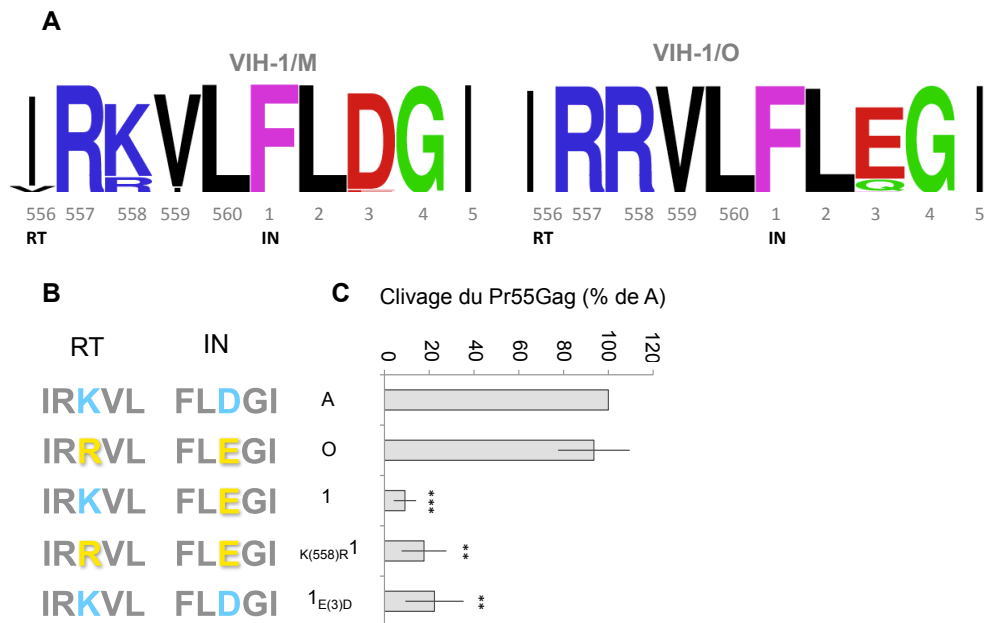 A
VIH-1/M
VIH-1/O
I R K R V L F L D G I
I R R V L F L E Q G I
556 557 558 559 560 1 2 3 4 5
556 557 558 559 560 1 2 3 4 5
RT IN
RT IN
B
C
Clivage du Pr55Gag (% de A)
RT IN
0 20 40 60 80 100 120
IRKVL FLDGI A
IRRVL FLEGI O
IRKVL FLEGI 1 ***
IRRVL FLEGI K(558)R1 **
IRKVL FLDGI 1E(3)D **